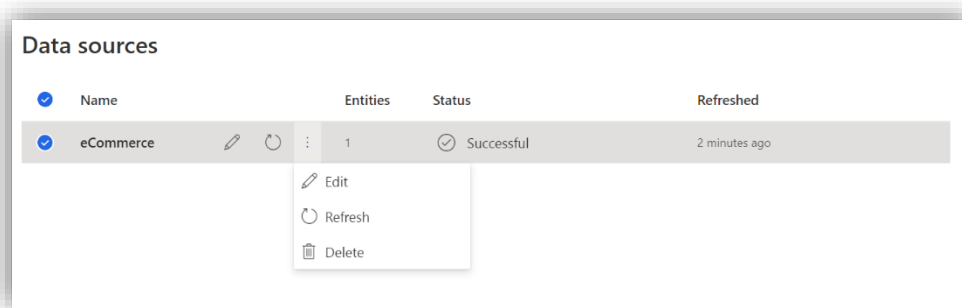 Data sources
Name Entities Status Refreshed
eCommerce 1 Successful 2 minutes ago
Edit
Refresh
Delete